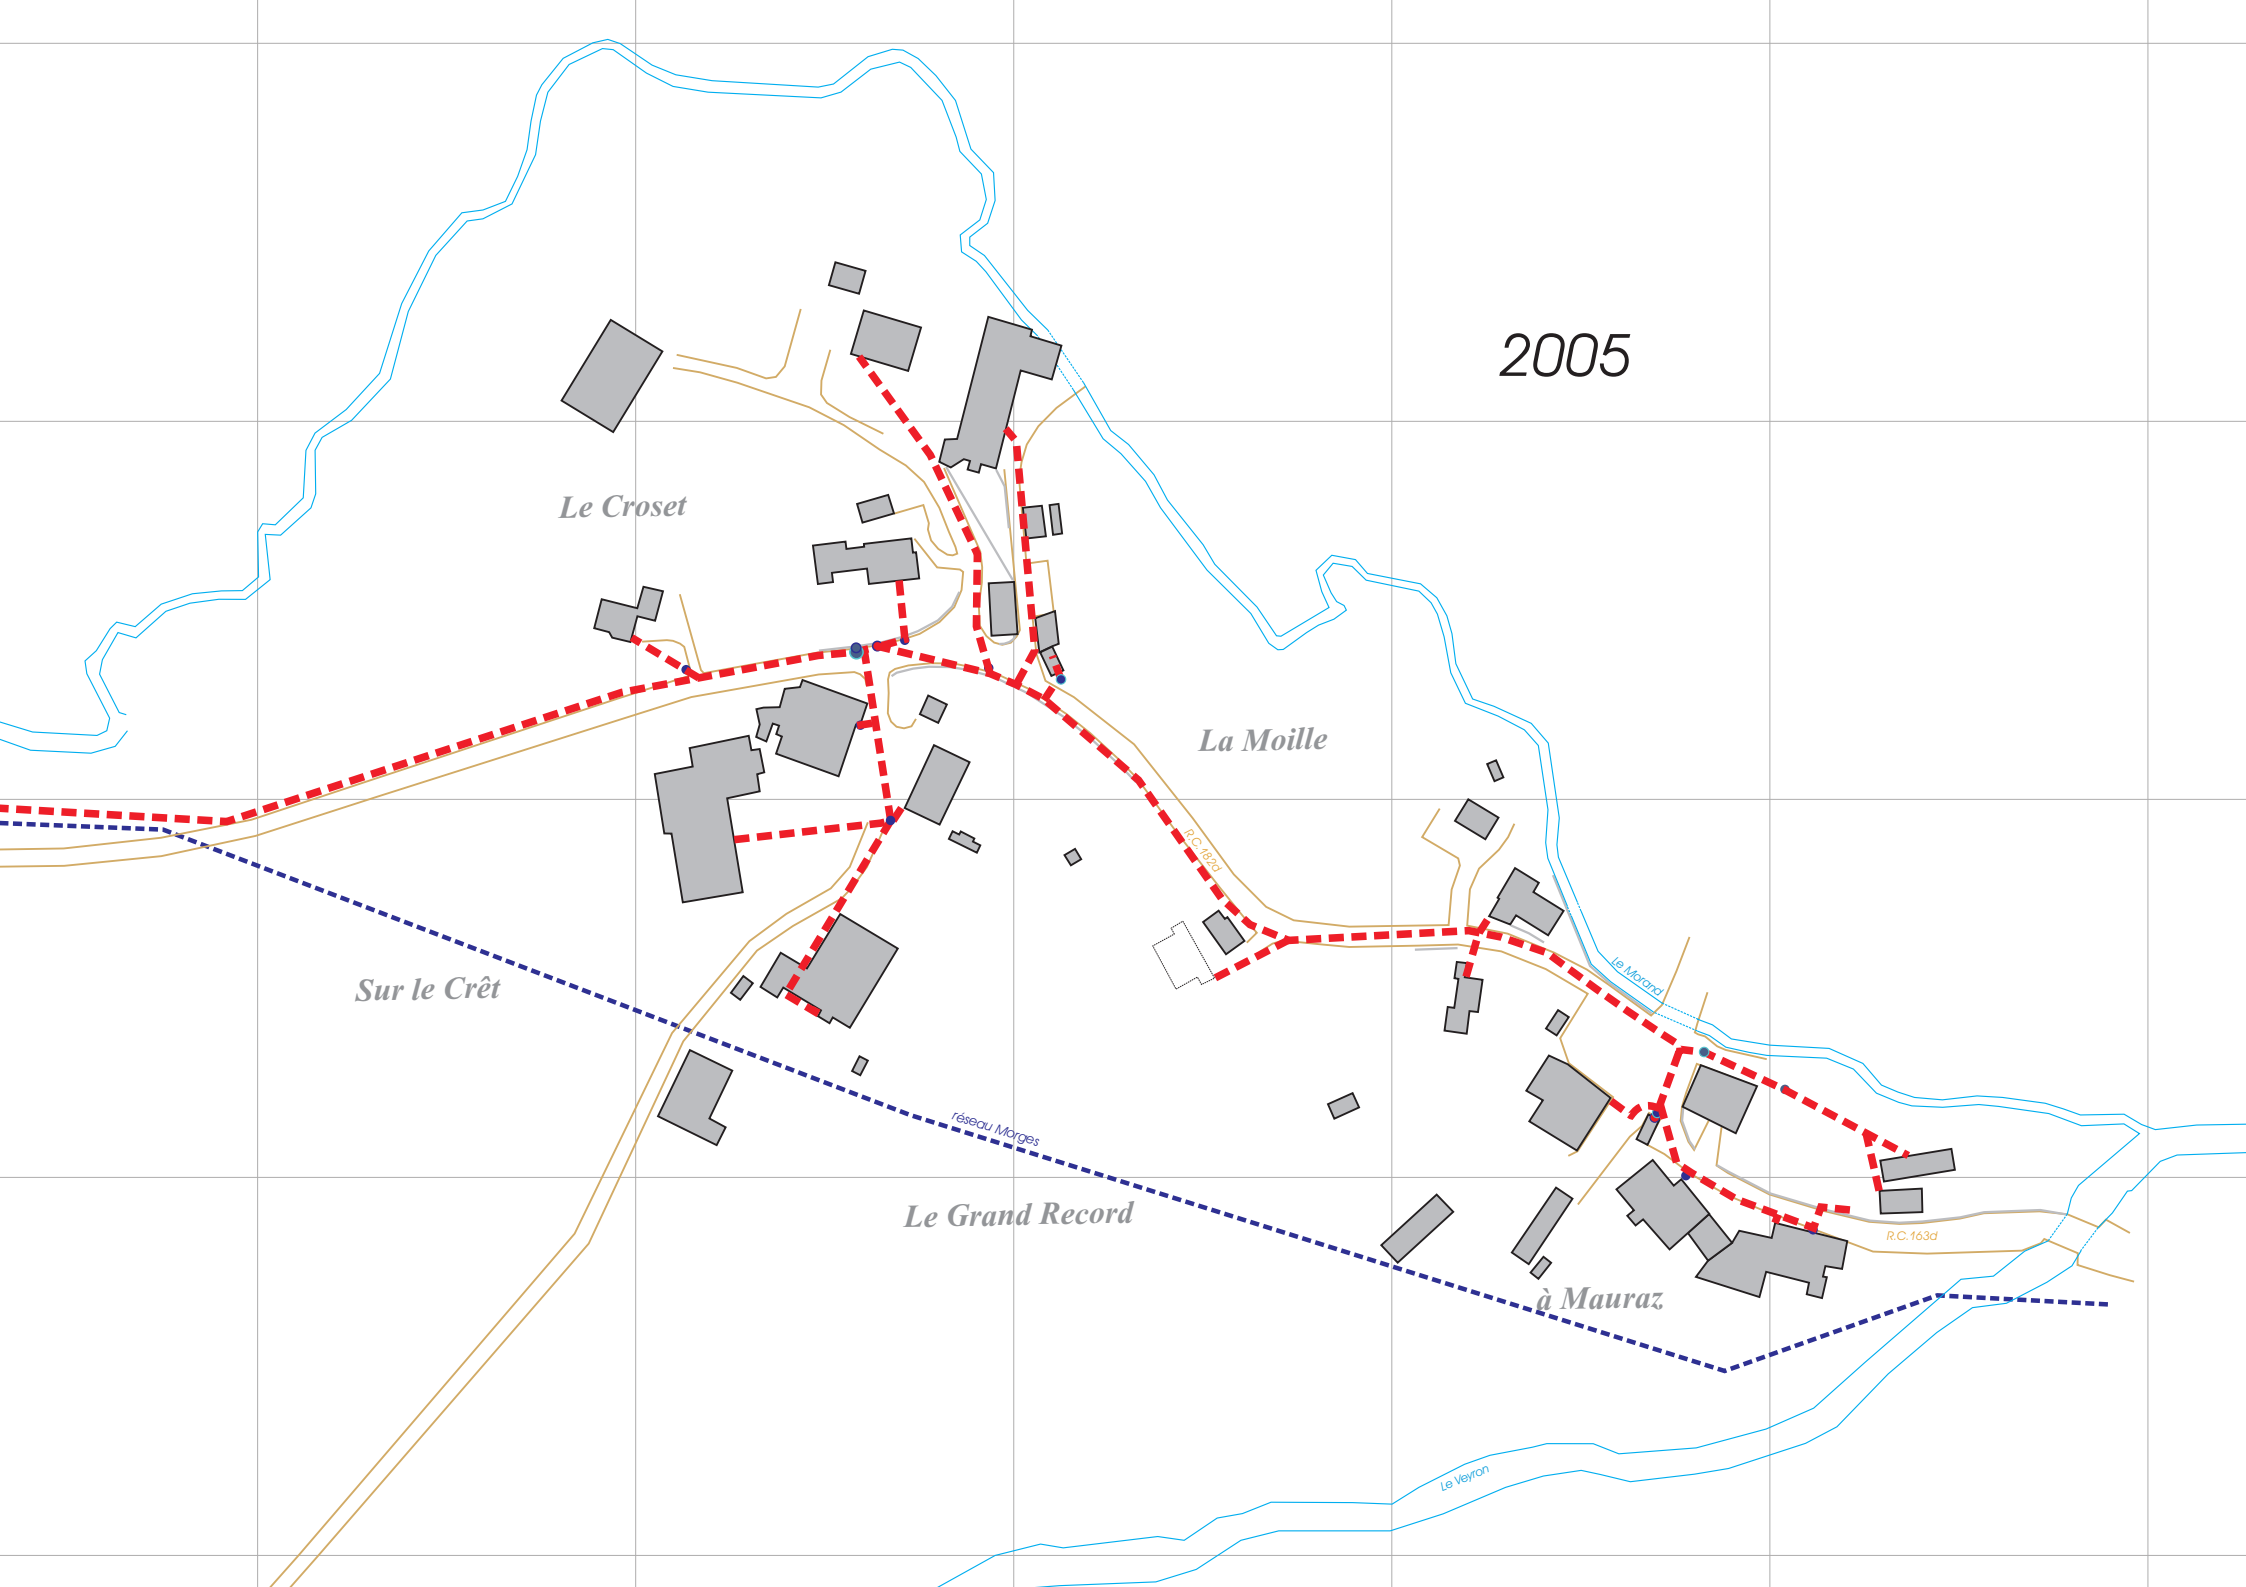 2005
Le Croset
La Moille
R.C.182d
Le Morand
Sur le Crêt
réseau Morges
Le Grand Record
R.C.163d
à Mauraz
Le Veyron